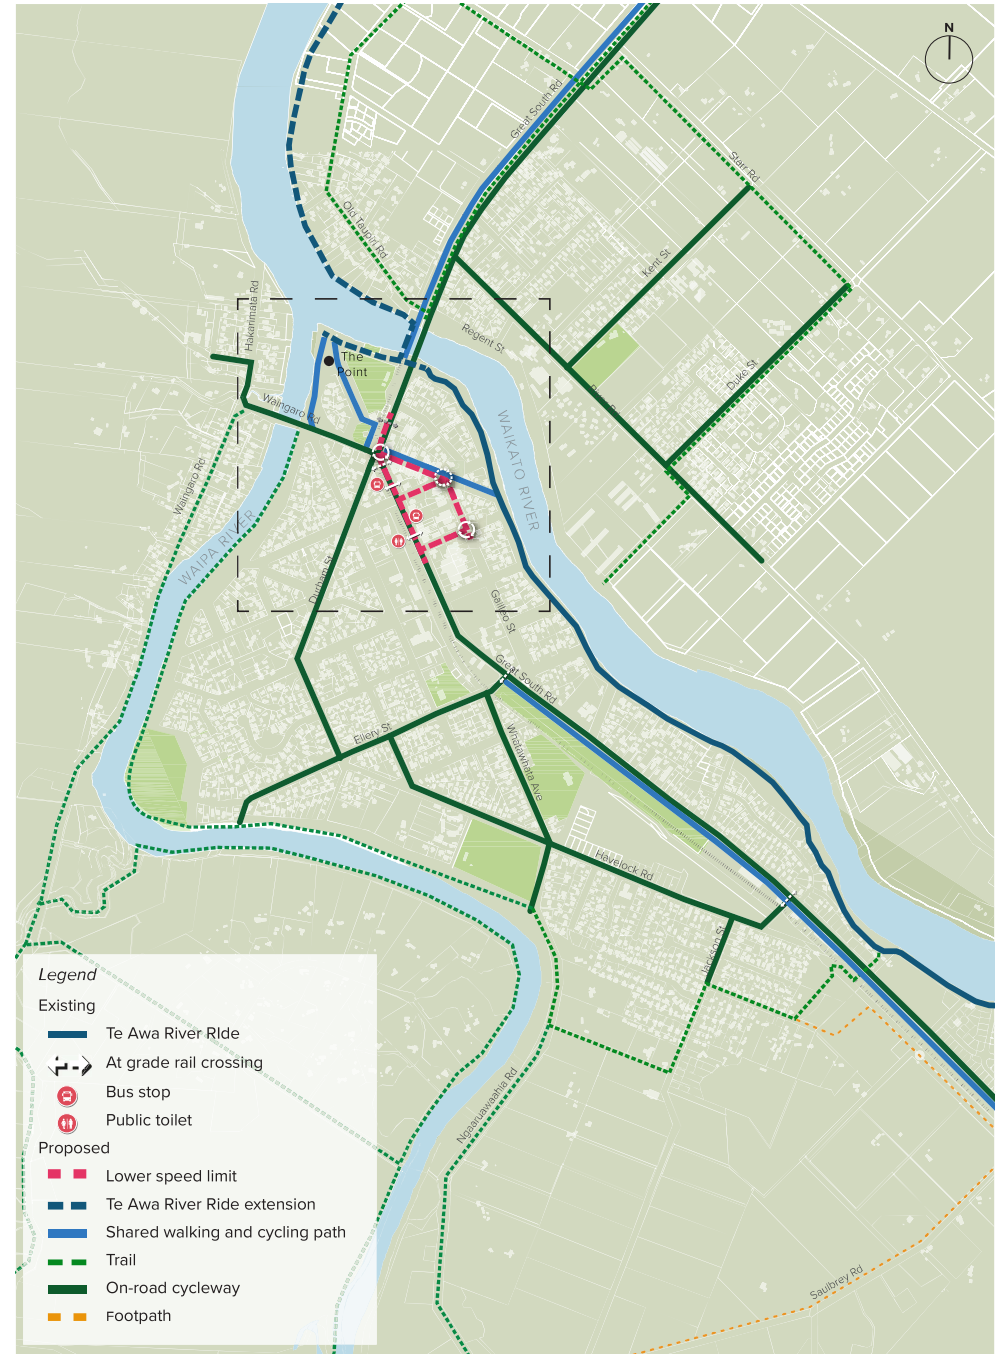 N
Great South Rd
Starr Rd
Old Taupiri Rd
Kent St
Hakarimata Rd
Regent St
The
Point
Duke St
Waingaro Rd
WAIKATO RIVER
Waingaro Rd
WAIPA RIVER
Durham St
Galileo St
Great South Rd
Ellery St
Whatawhata Ave
Havelock Rd
Jackson St
Ngaaruawaahia Rd
Saulbrey Rd
Legend
Existing
Te Awa River RIde
At grade rail crossing
Bus stop
Public toilet
Proposed
Lower speed limit
Te Awa River Ride extension
Shared walking and cycling path
Trail
On-road cycleway
Footpath